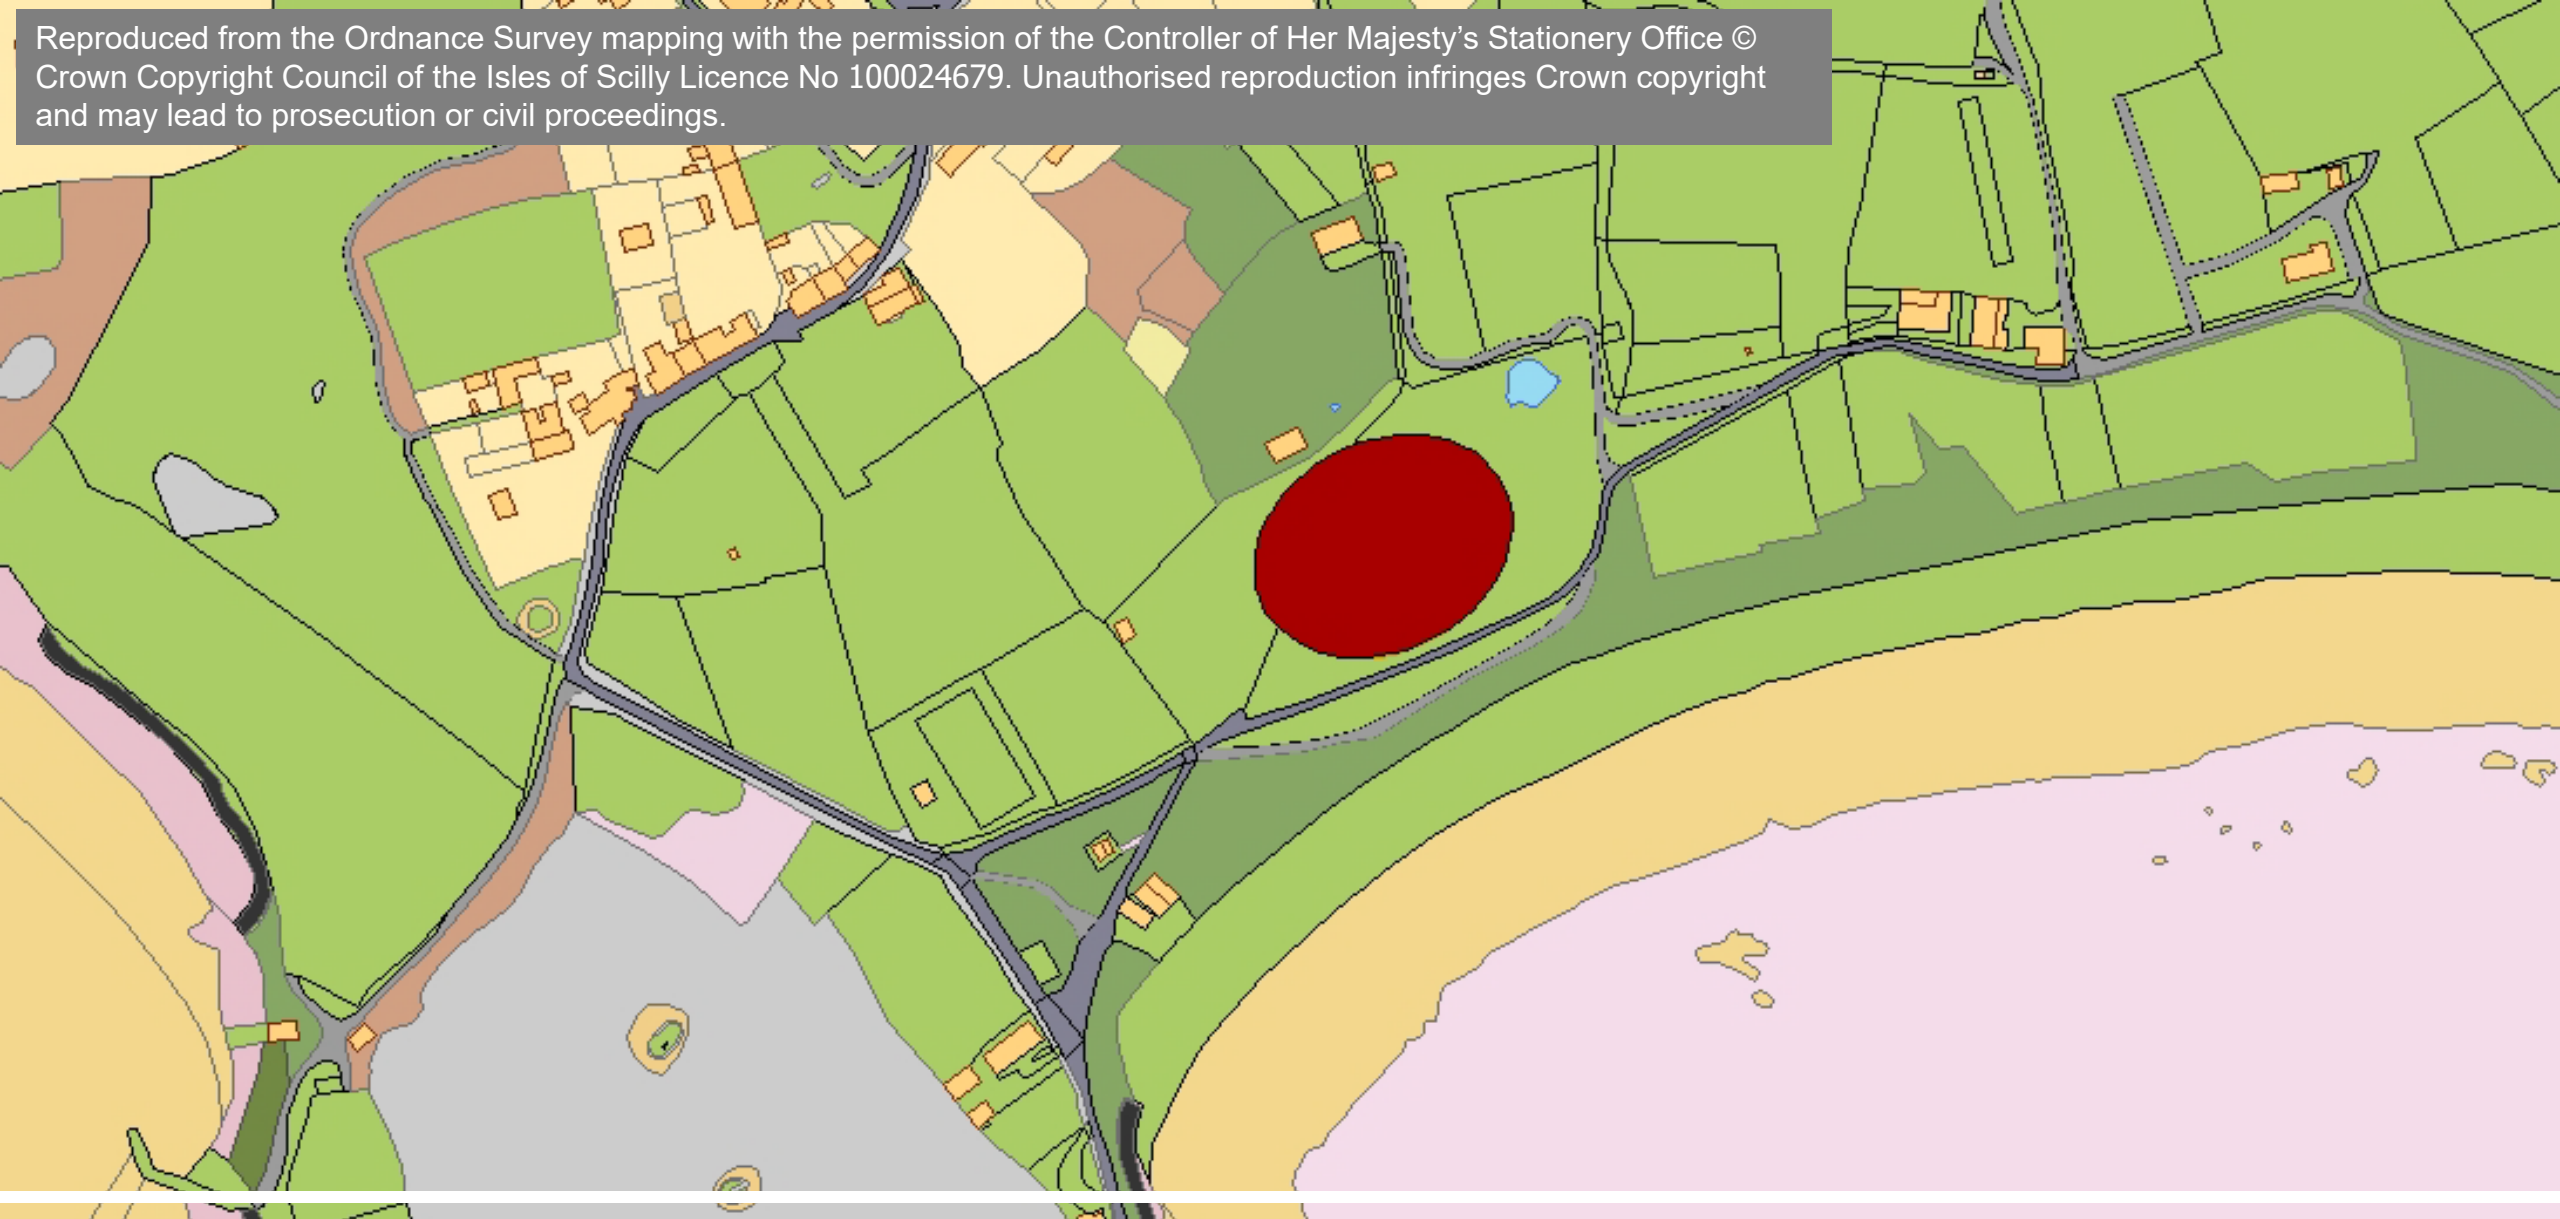 Reproduced from the Ordnance Survey mapping with the permission of the Controller of Her Majesty’s Stationery Office ©
Crown Copyright Council of the Isles of Scilly Licence No 100024679. Unauthorised reproduction infringes Crown copyright
and may lead to prosecution or civil proceedings.